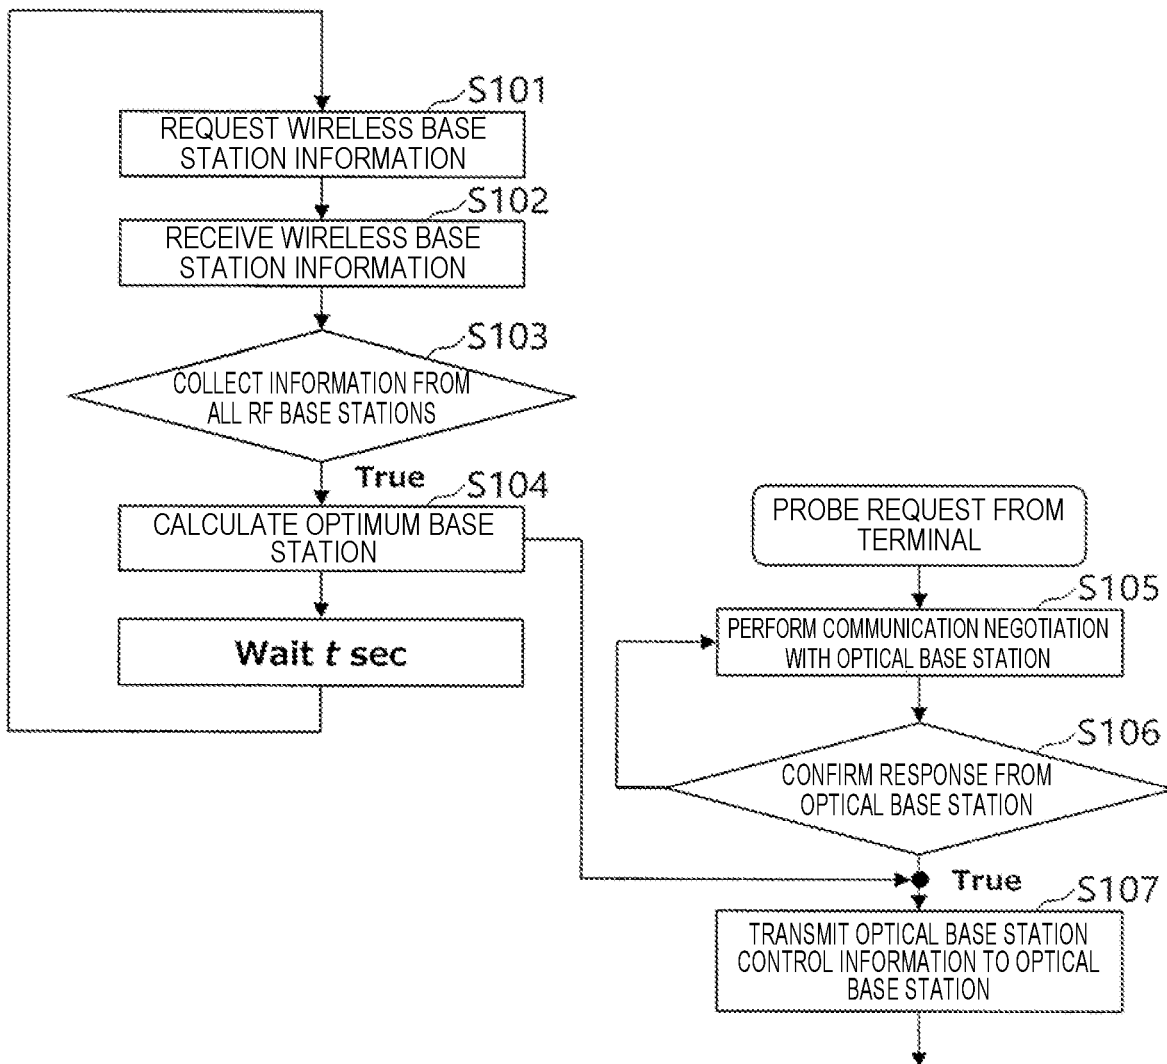 S101
REQUEST WIRELESS BASE
STATION INFORMATION
S102
RECEIVE WIRELESS BASE
STATION INFORMATION
S103
COLLECT INFORMATION FROM
ALL RF BASE STATIONS
True
S104
CALCULATE OPTIMUM BASE
STATION
Wait t sec
PROBE REQUEST FROM
TERMINAL
S105
PERFORM COMMUNICATION NEGOTIATION
WITH OPTICAL BASE STATION
S106
CONFIRM RESPONSE FROM
OPTICAL BASE STATION
True
S107
TRANSMIT OPTICAL BASE STATION
CONTROL INFORMATION TO OPTICAL
BASE STATION